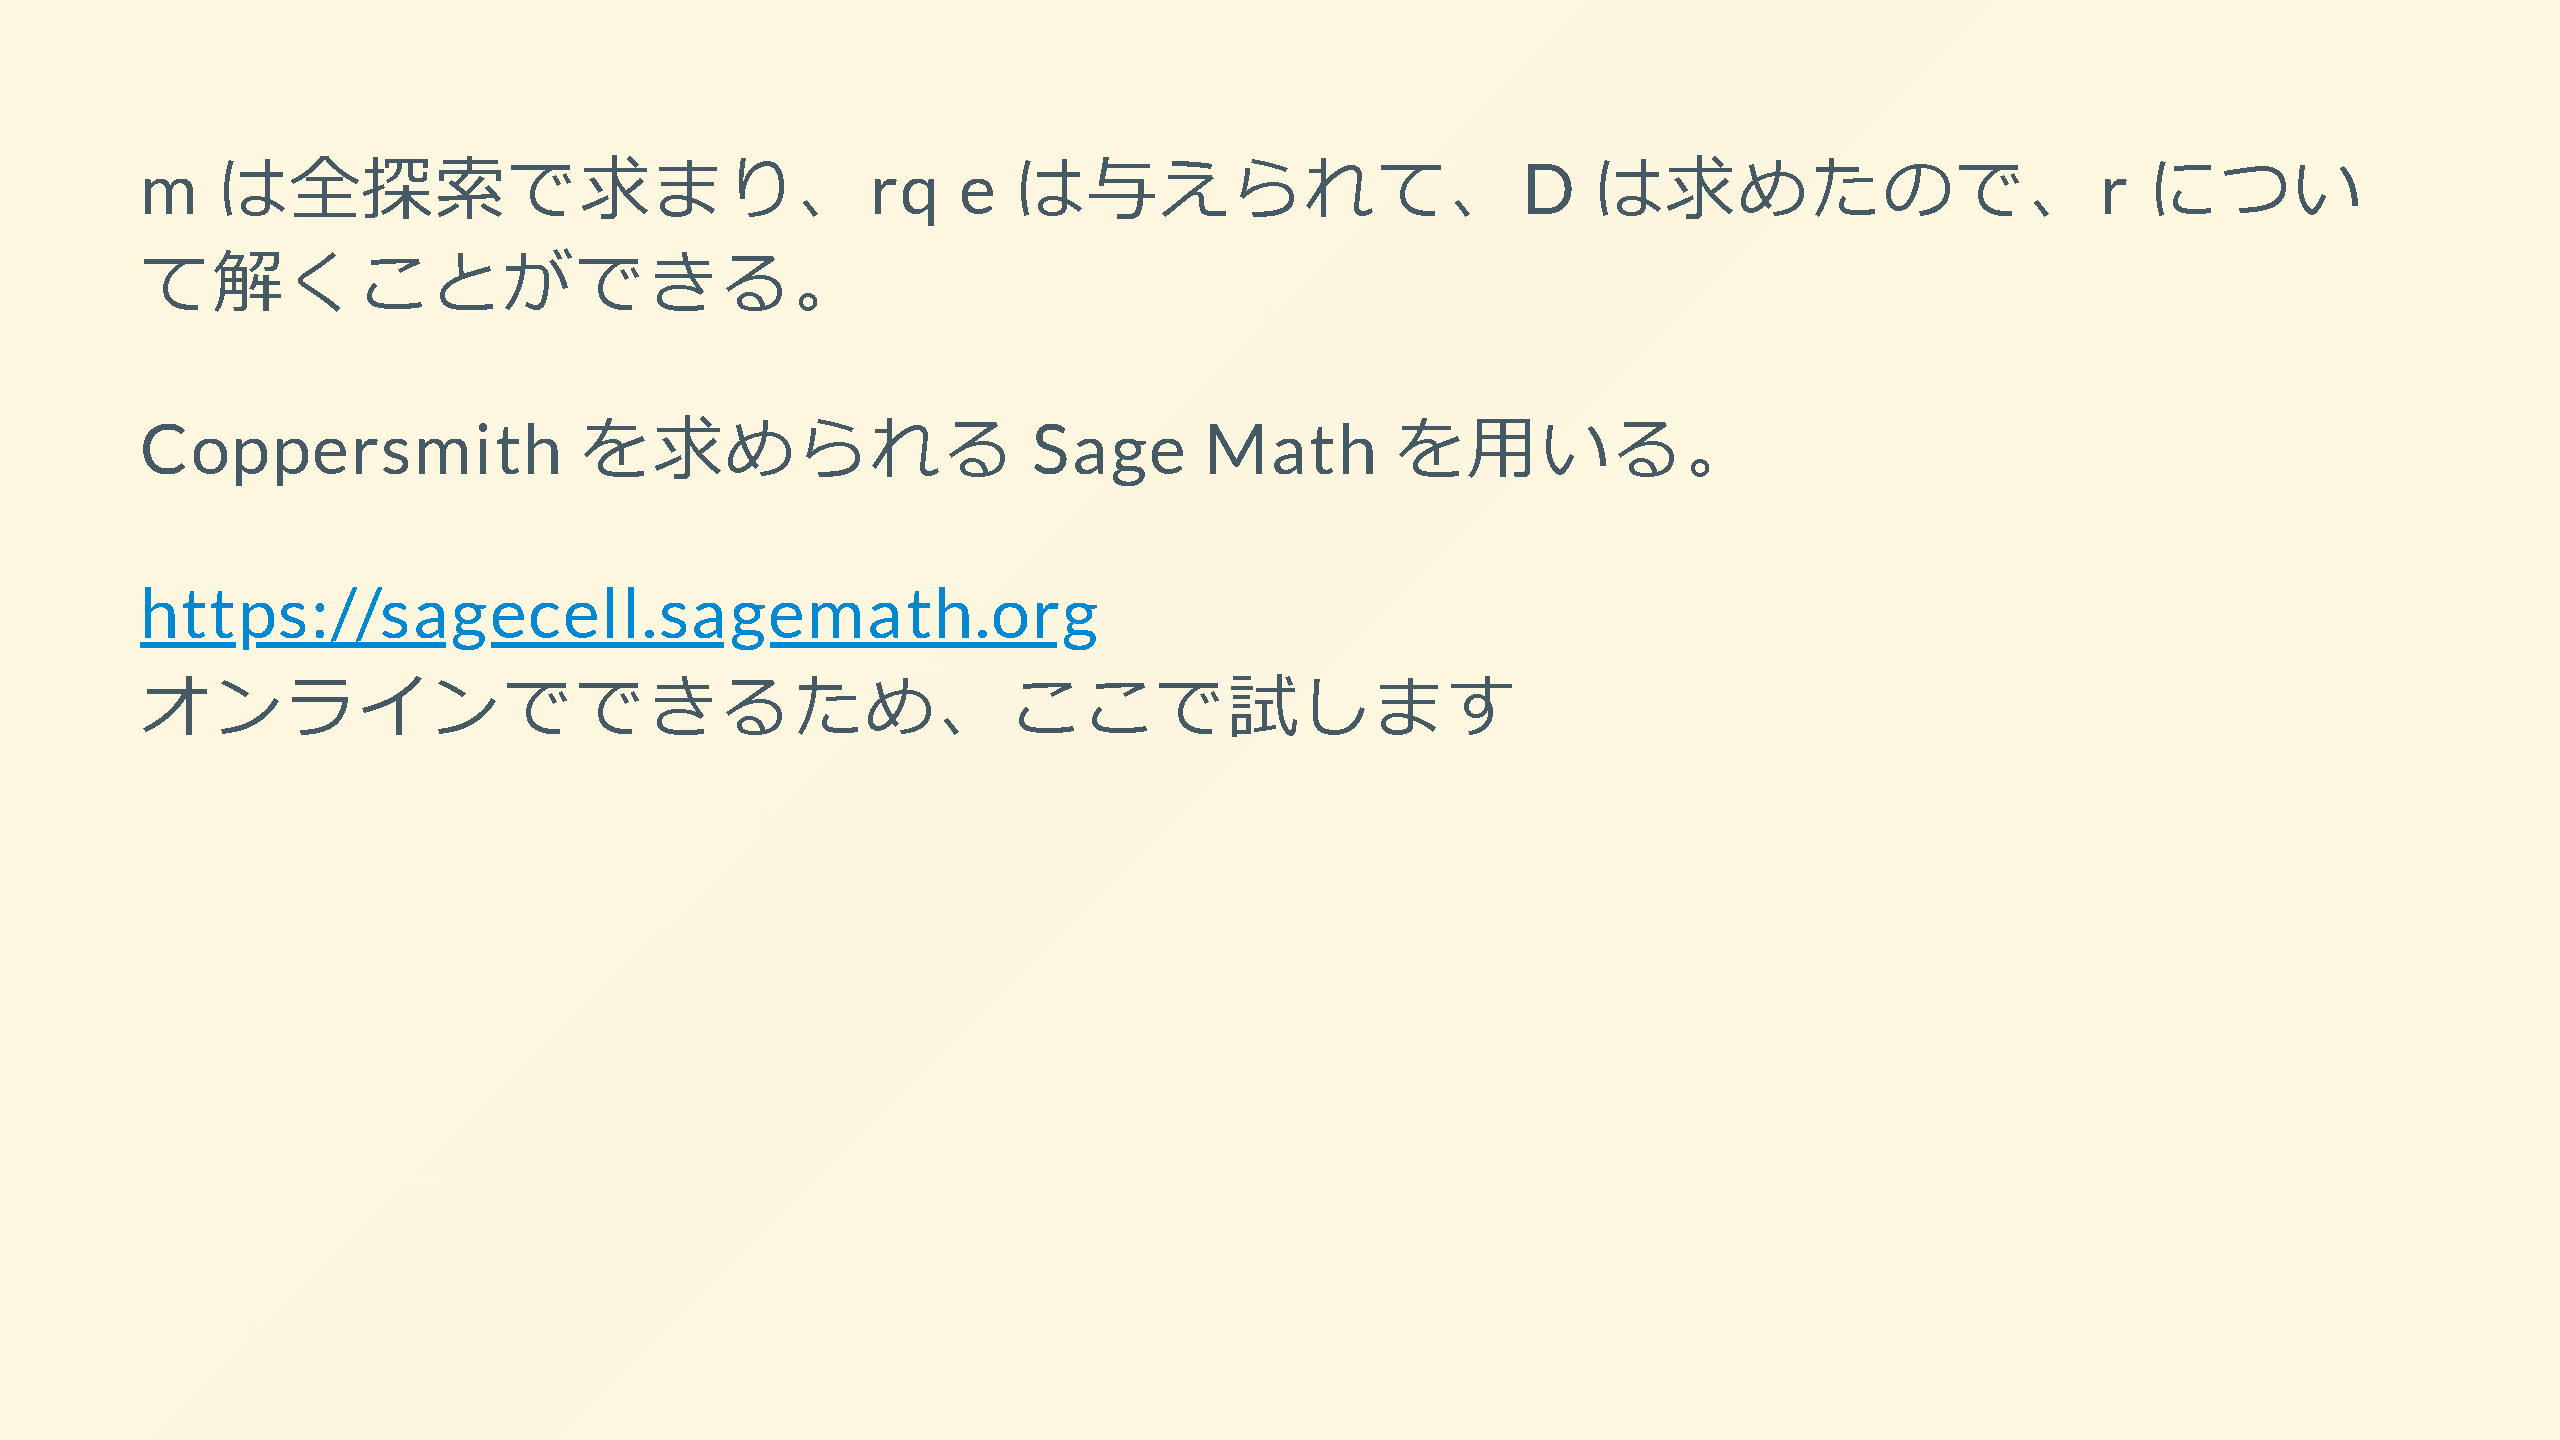 m は全探索で求まり、rq e は与えられて、D は求めたので、r につい
て解くことができる。
Coppersmith を求められる Sage Math を用いる。
https://sagecell.sagemath.org
オンラインでできるため、ここで試します